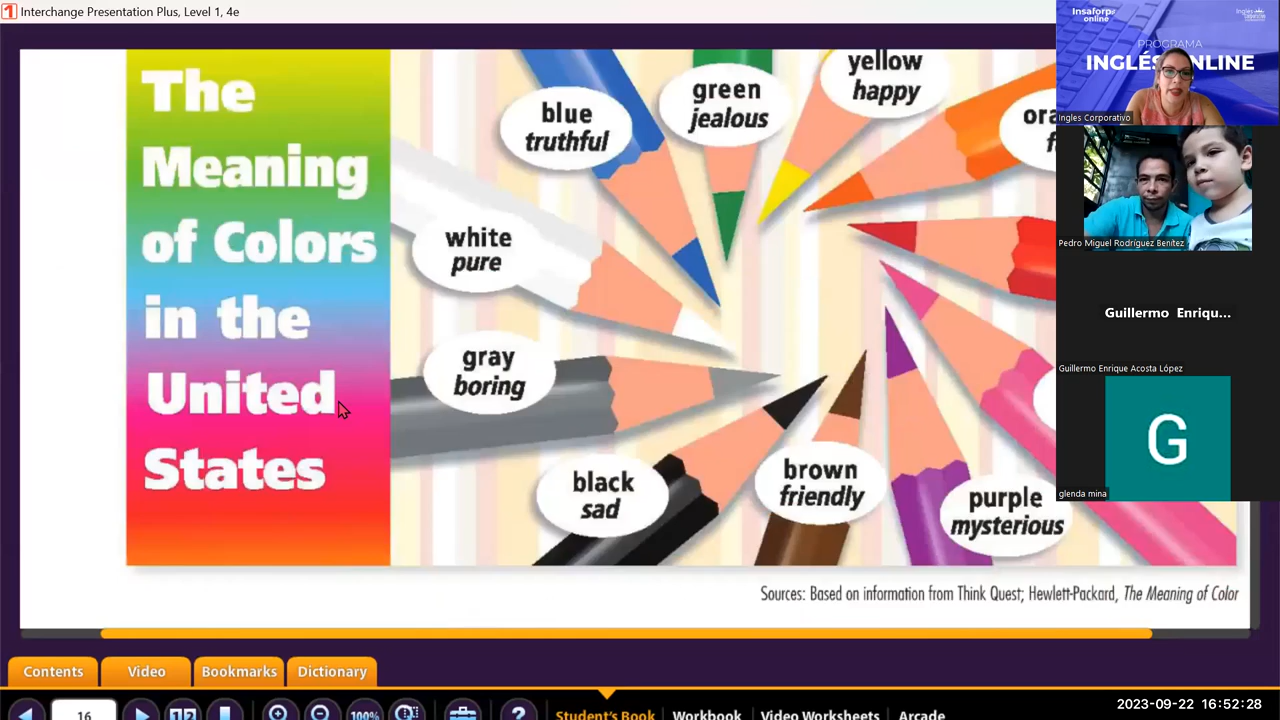 Interchange Presentation Plus, Level 1, 4e
The
Meaning
of Colors
in the
United
States
blue
truthful
green
jealous
yellow
happy
white
pure
gray
boring
black
sad
brown
friendly
purple
mysterious
Sources: Based on information from Think Quest; Hewlett-Packard, The Meaning of Color
Contents
Video
Bookmarks
Dictionary
16
100%
Student's Book
Workbook
Video Worksheets
Arcade
Insaforp
online
PROGRAMA
INGLÉS ONLINE
Ingles Corporativo
Pedro Miguel Rodríguez Benítez
Guillermo Enriqu...
Guillermo Enrique Acosta López
G
glenda mina
2023-09-22 16:52:28